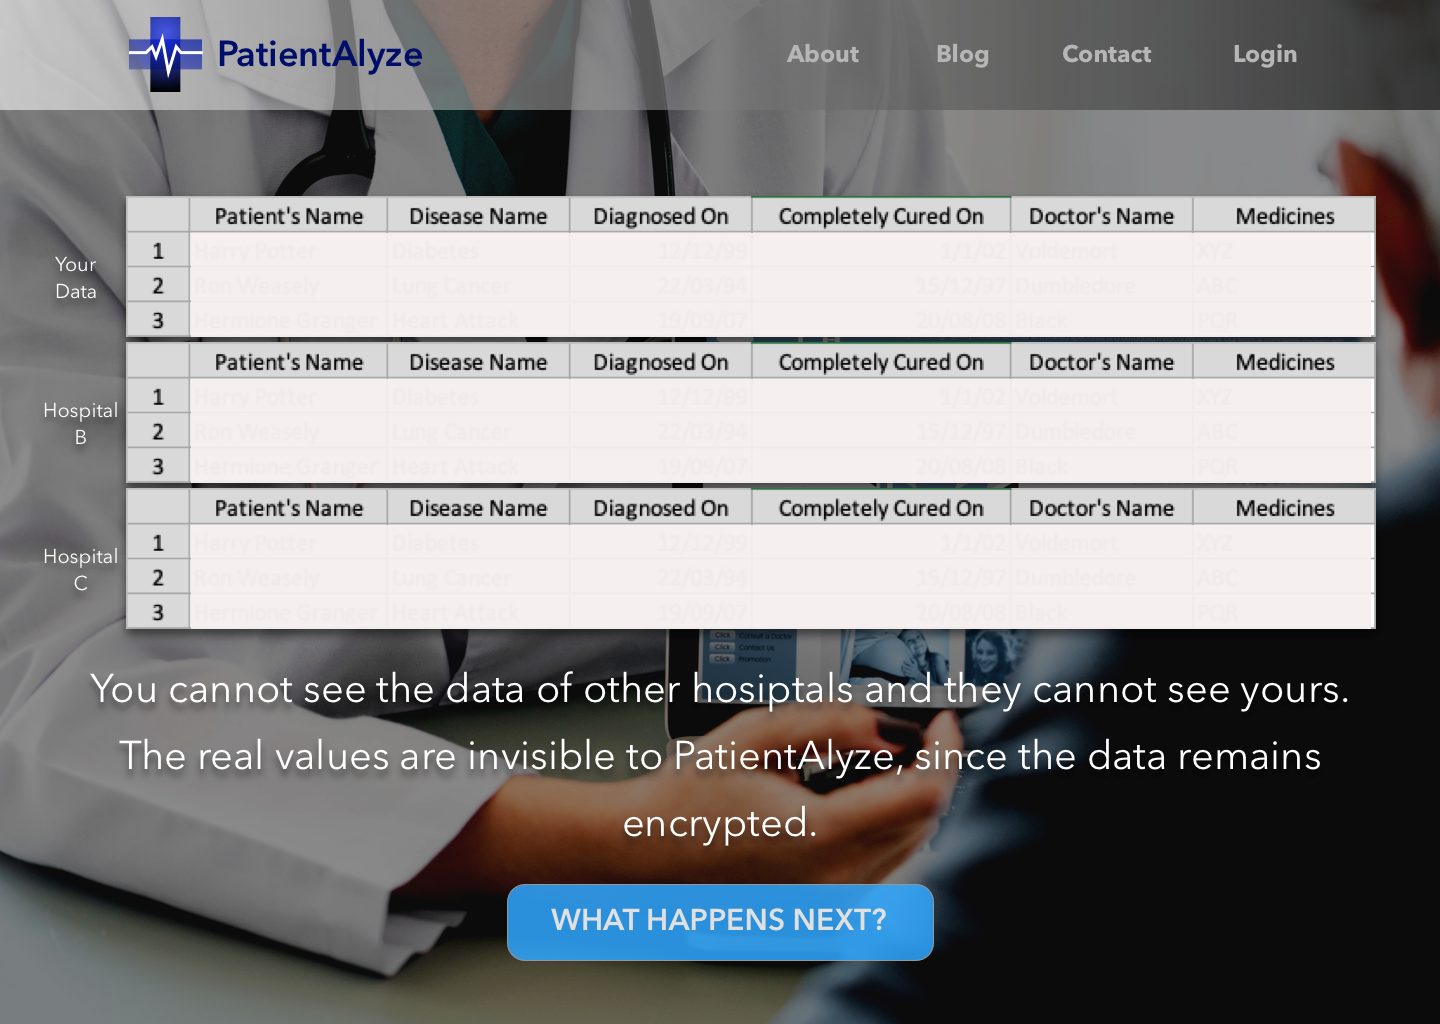 PatientAlyze
About Blog Contact Login
Patient's Name Disease Name Diagnosed On Completely Cured On Doctor's Name Medicines
Your
Data
1 Harry Potter Diabetes 12/12/99 1/1/02 Voldemort XYZ
2 Ron Weasely Lung Cancer 22/03/94 15/12/97 Dumbledore ABC
3 Hermione Granger Heart Attack 19/09/07 20/08/08 Black PQR
Patient's Name Disease Name Diagnosed On Completely Cured On Doctor's Name Medicines
Hospital
B
1 Harry Potter Diabetes 12/12/99 1/1/02 Voldemort XYZ
2 Ron Weasely Lung Cancer 22/03/94 15/12/97 Dumbledore ABC
3 Hermione Granger Heart Attack 19/09/07 20/08/08 Black PQR
Patient's Name Disease Name Diagnosed On Completely Cured On Doctor's Name Medicines
Hospital
C
1 Harry Potter Diabetes 12/12/99 1/1/02 Voldemort XYZ
2 Ron Weasely Lung Cancer 22/03/94 15/12/97 Dumbledore ABC
3 Hermione Granger Heart Attack 19/09/07 20/08/08 Black PQR
Click Consult a Doctor
Click Contact Us
Click Promotion
You cannot see the data of other hosiptals and they cannot see yours.
The real values are invisible to PatientAlyze, since the data remains
encrypted.
WHAT HAPPENS NEXT?